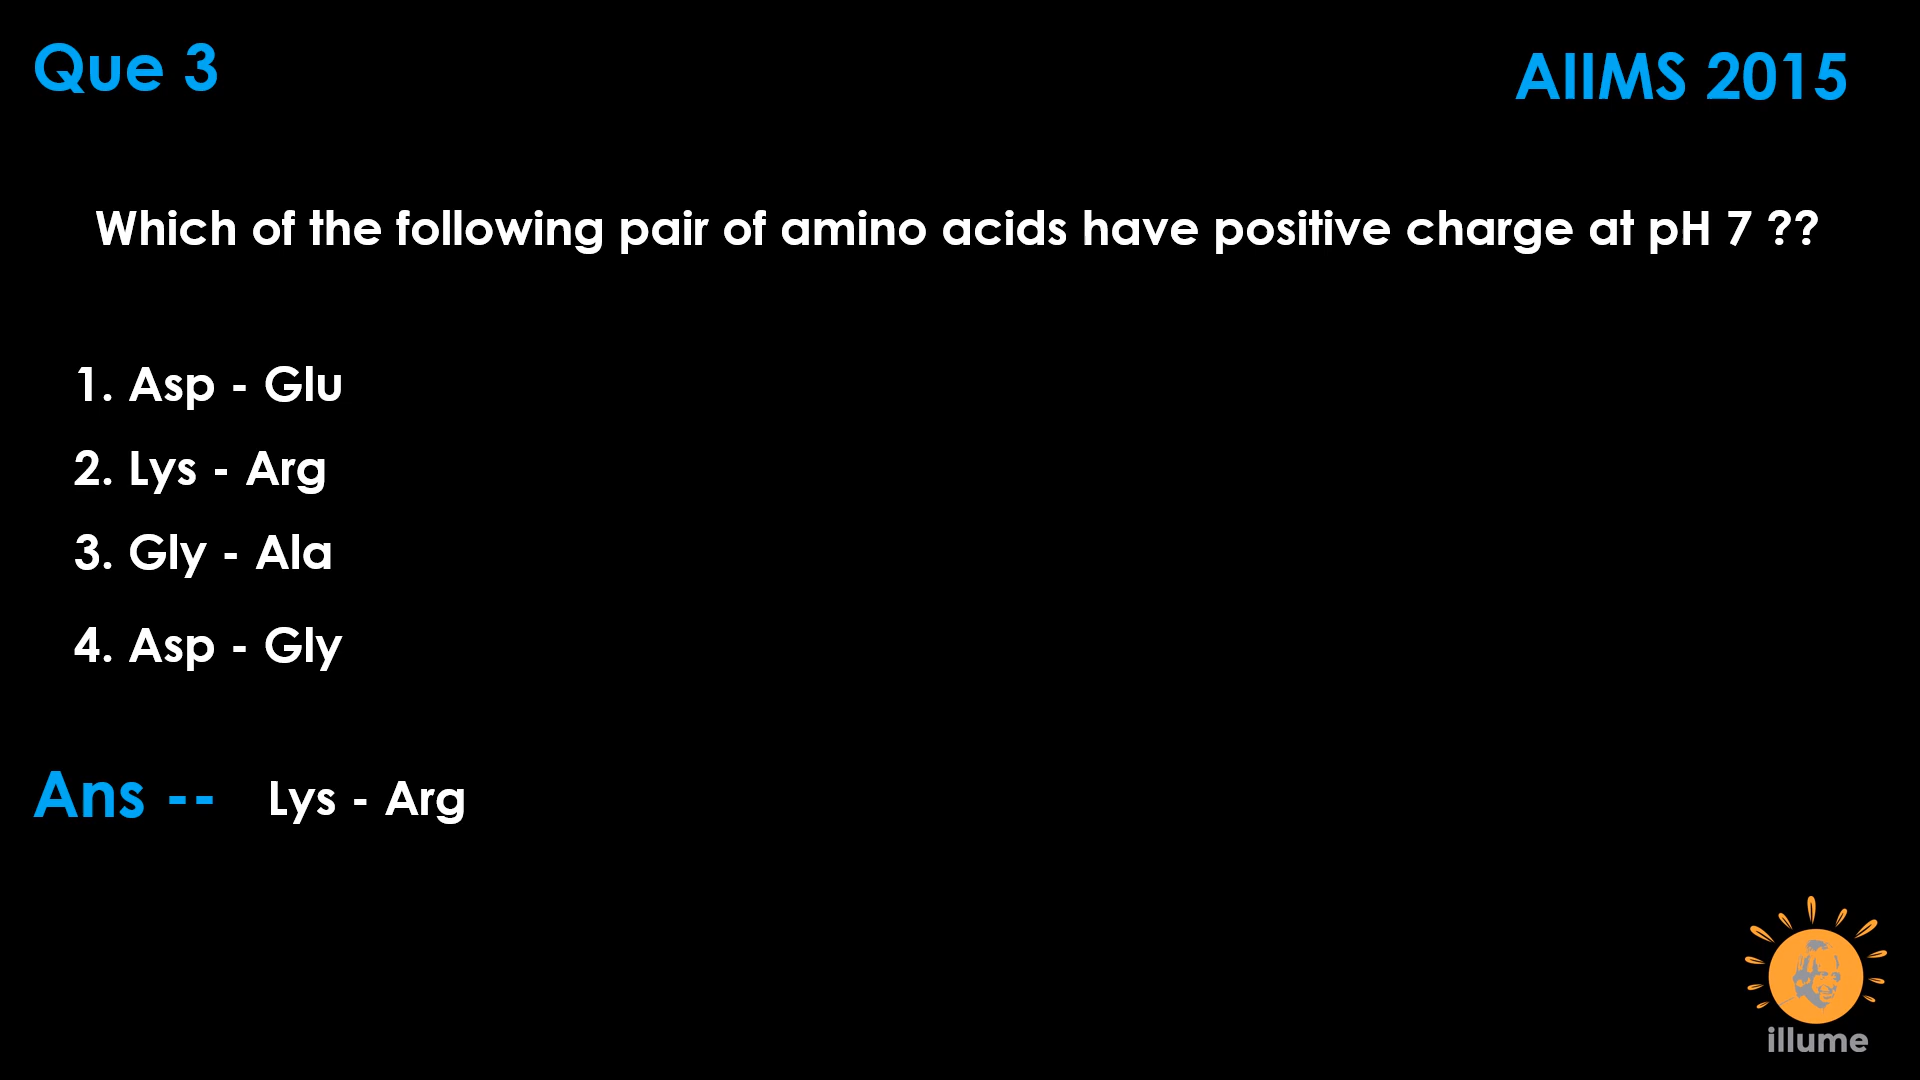 Que 3
AIIMS 2015
Which of the following pair of amino acids have positive charge at pH 7 ??
1. Asp - Glu
2. Lys - Arg
3. Gly - Ala
4. Asp - Gly
Ans -- Lys - Arg
illume